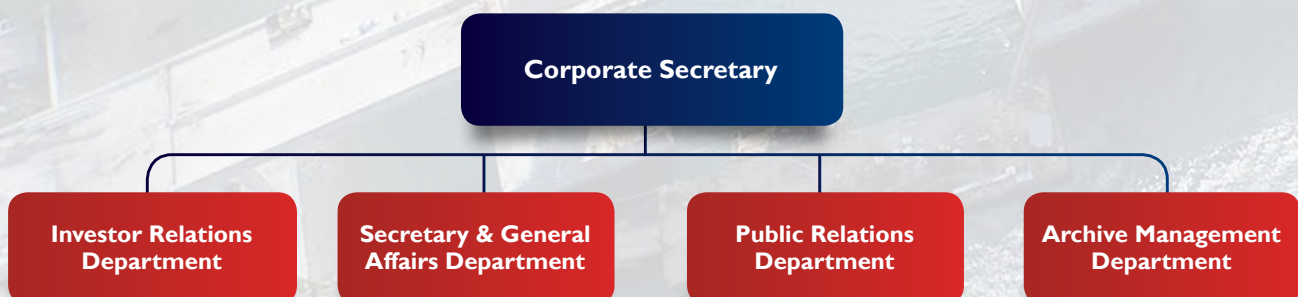 Corporate Secretary
Investor Relations
Department
Secretary & General
Affairs Department
Public Relations
Department
Archive Management
Department